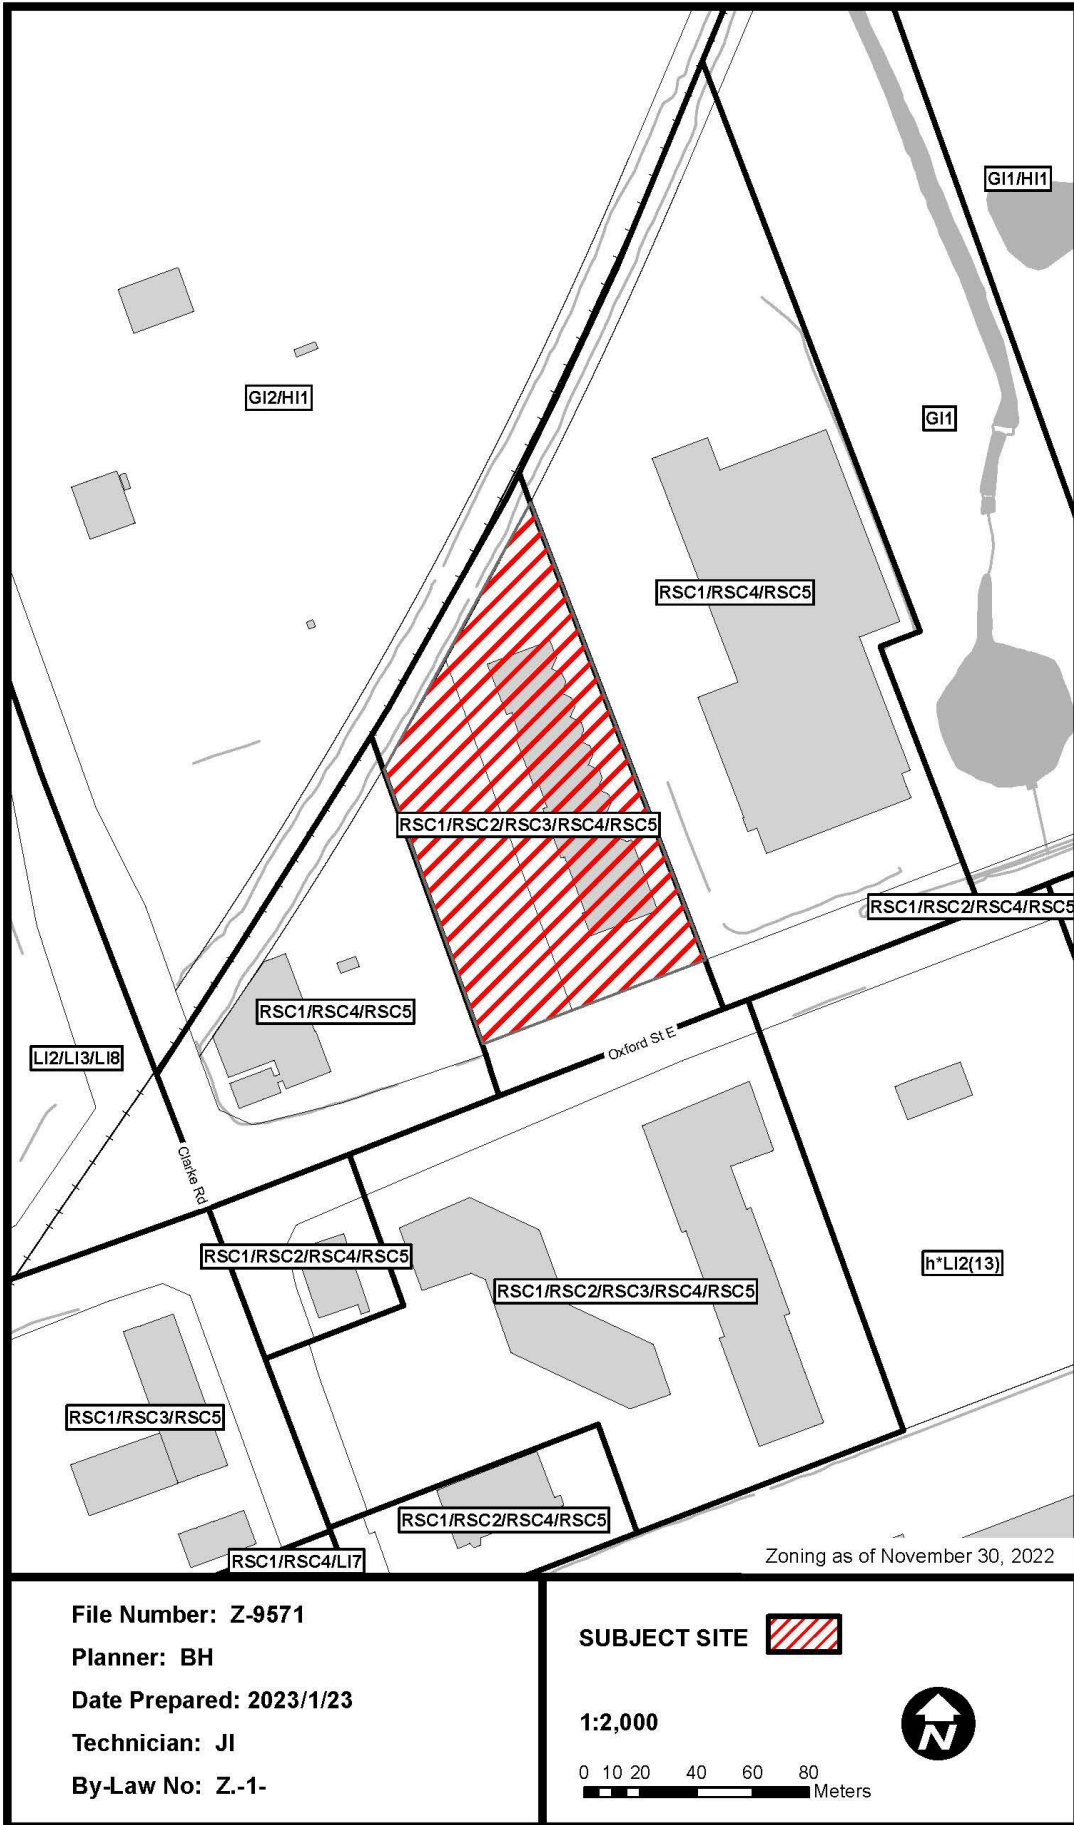 GI1/HI1
GI2/HI1
GI1
RSC1/RSC4/RSC5
RSC1/RSC2/RSC3/RSC4/RSC5
RSC1/RSC2/RSC4/RSC5
RSC1/RSC4/RSC5
Oxford St E
LI2/LI3/LI8
Clarke Rd
RSC1/RSC2/RSC4/RSC5
h*LI2(13)
RSC1/RSC2/RSC3/RSC4/RSC5
RSC1/RSC3/RSC5
RSC1/RSC2/RSC4/RSC5
RSC1/RSC4/LI7
Zoning as of November 30, 2022
File Number: Z-9571
Planner: BH
Date Prepared: 2023/1/23
Technician: JI
By-Law No: Z.-1-
SUBJECT SITE
1:2,000
0 10 20 40 60 80
Meters
N